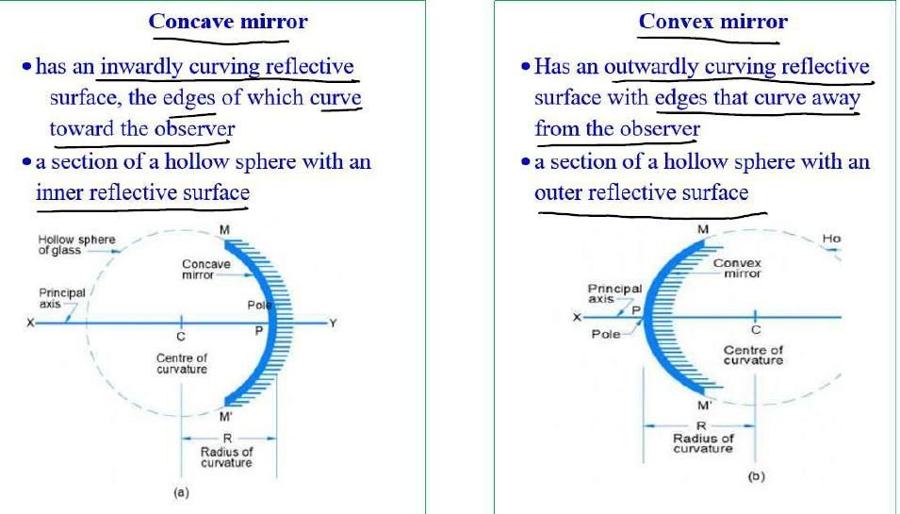 Concave mirror
• has an inwardly curving reflective
surface, the edges of which curve
toward the observer
• a section of a hollow sphere with an
inner reflective surface
M
Hollow sphere
of glass
Concave
mirror
Principal
axis
Pole
X
Y
C
P
Centre of
curvature
M'
R
Radius of
curvature
(a)
Convex mirror
• Has an outwardly curving reflective
surface with edges that curve away
from the observer
• a section of a hollow sphere with an
outer reflective surface
M
Ho
Convex
mirror
Principal
axis
P
X
C
Pole
Centre of
curvature
M'
R
Radius of
curvature
(b)